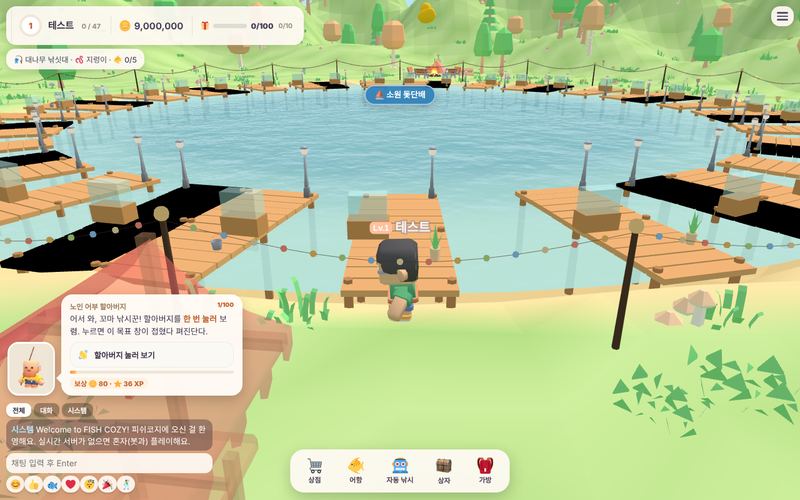 1 테스트 0 / 47 9,000,000 0/100 0/10
대나무 낚싯대 · 지렁이 · 0/5
소원 돛단배
Lv.1 테스트
노인 어부 할아버지 1/100
어서 와, 꼬마 낚시꾼! 할아버지를 한 번 눌러 보
렴. 누르면 이 목표 창이 접혔다 펴진단다.
할아버지 눌러 보기
보상 80 · 36 XP
전체 대화 시스템
시스템 Welcome to FISH COZY! 피쉬코지에 오신 걸 환
영해요. 실시간 서버가 없으면 혼자(봇과) 플레이해요.
채팅 입력 후 Enter
상점 어항 자동 낚시 상자 가방